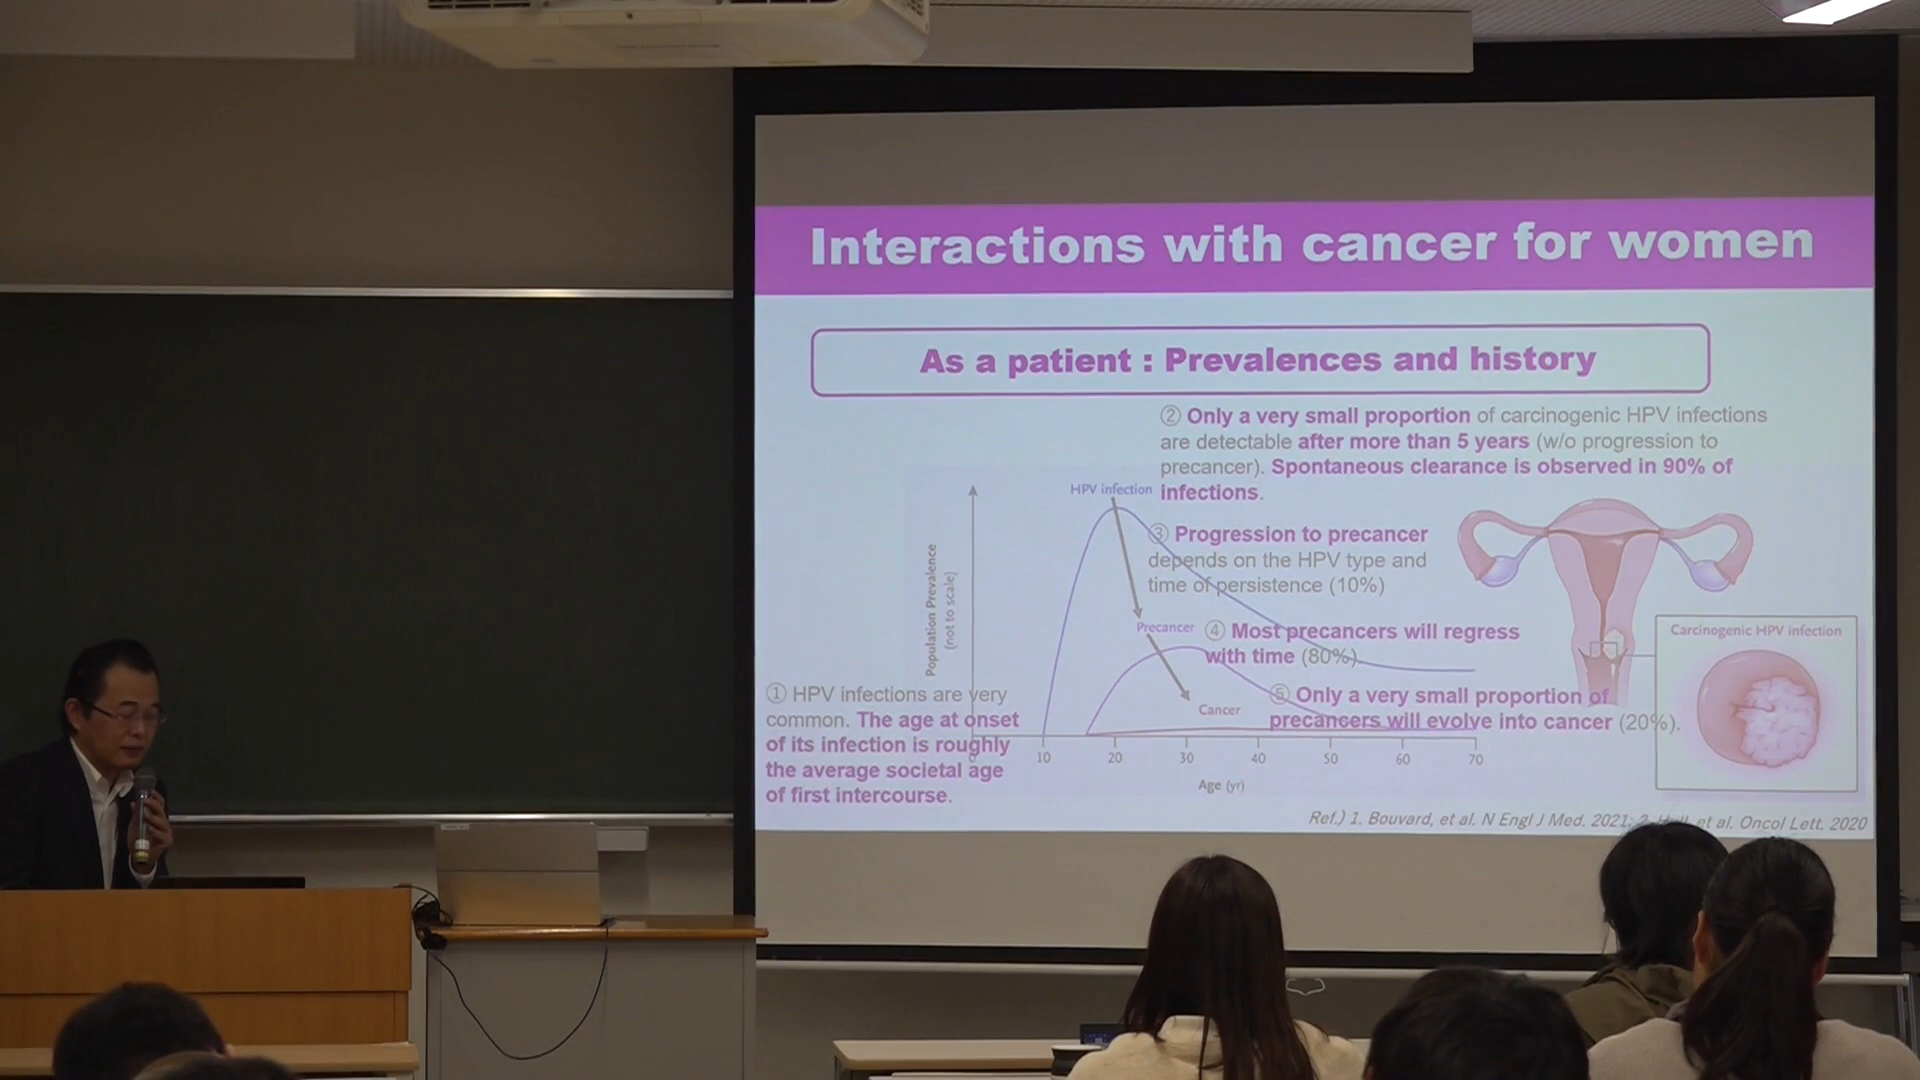 Interactions with cancer for women
As a patient : Prevalences and history
② Only a very small proportion of carcinogenic HPV infections
are detectable after more than 5 years (w/o progression to
precancer). Spontaneous clearance is observed in 90% of
infections.
HPV infection
③ Progression to precancer
depends on the HPV type and
time of persistence (10%)
Population Prevalence
(not to scale)
Precancer
④ Most precancers will regress
with time (80%).
Carcinogenic HPV infection
① HPV infections are very
common. The age at onset
of its infection is roughly
the average societal age
of first intercourse.
Cancer
⑤ Only a very small proportion of
precancers will evolve into cancer (20%).
0 10 20 30 40 50 60 70
Age (yr)
Ref.) 1. Bouvard, et al. N Engl J Med. 2021; 2. et al. Oncol Lett. 2020